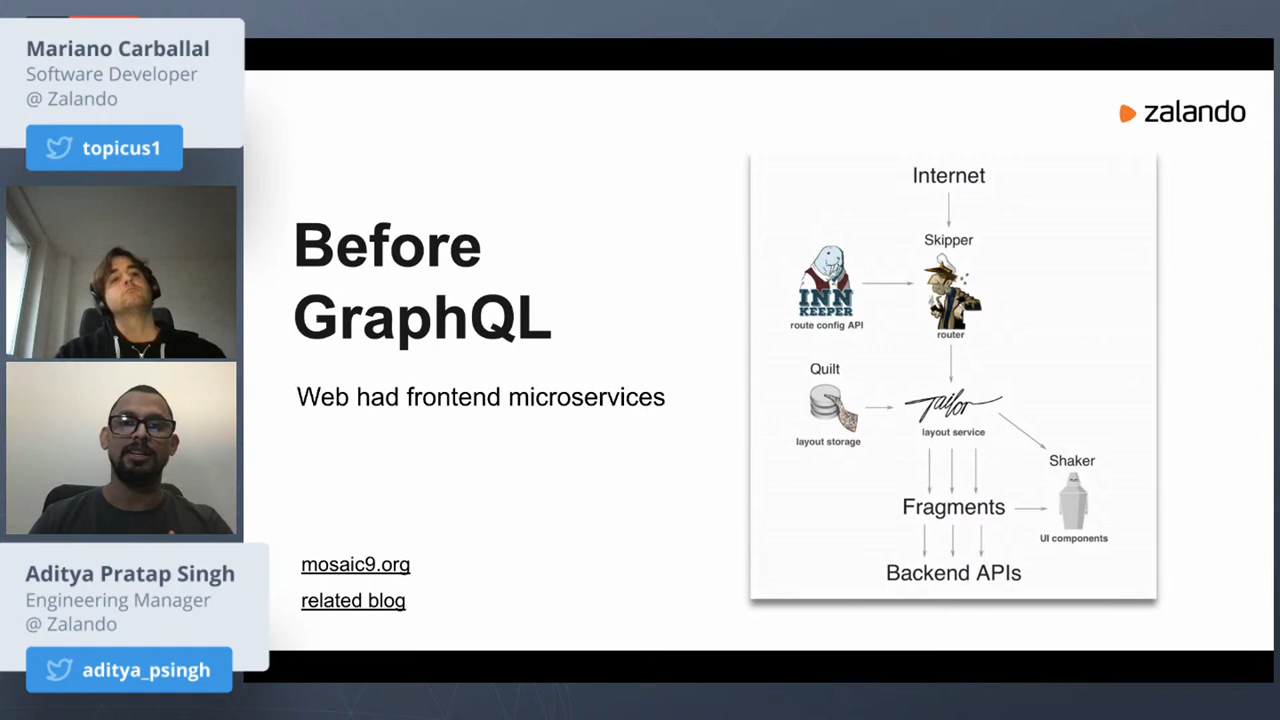 Mariano Carballal
Software Developer
@ Zalando
topicus1
Aditya Pratap Singh
Engineering Manager
@ Zalando
aditya_psingh
zalando
Before
GraphQL
Web had frontend microservices
mosaic9.org
related blog
Internet
Skipper
INN
KEEPER
route config API
router
Quilt
Tailor
layout storage
layout service
Shaker
Fragments
UI components
Backend APIs